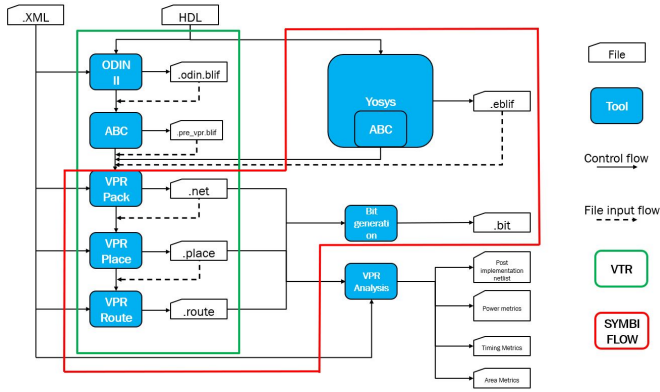 .XML
HDL
ODIN
II
.odin.blif
ABC
.pre_vpr.blif
Yosys
ABC
.eblif
VPR
Pack
.net
VPR
Place
.place
VPR
Route
.route
Bit
generati
on
.bit
VPR
Analysis
Post
implementation
netlist
Power metrics
Timing Metrics
Area Metrics
File
Tool
Control flow
File input flow
VTR
SYMBI
FLOW